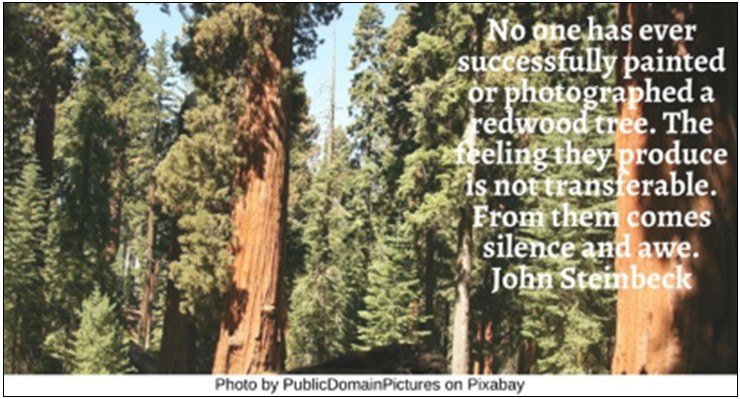 No one has ever
successfully painted
or photographed a
redwood tree. The
feeling they produce
is not transferable.
From them comes
silence and awe.
John Steinbeck
Photo by PublicDomainPictures on Pixabay